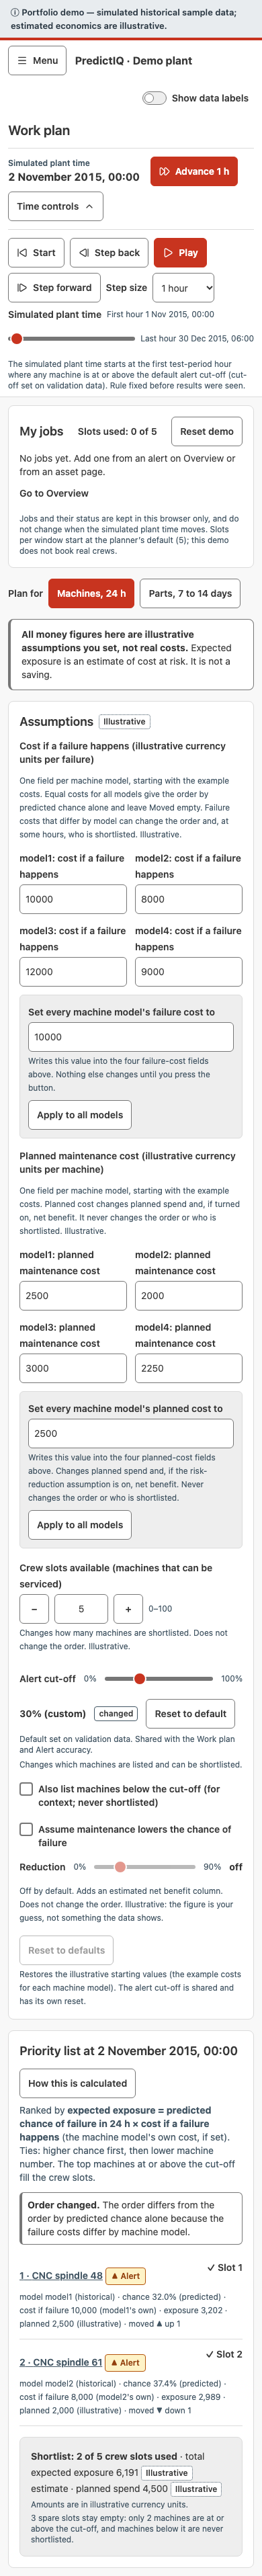 ⓘ Portfolio demo — simulated historical sample data;
estimated economics are illustrative.
☰ Menu
PredictIQ · Demo plant
Show data labels
Work plan
Simulated plant time
2 November 2015, 00:00
Advance 1 h
Time controls
Start
Step back
Play
Step forward
Step size
1 hour
Simulated plant time
First hour 1 Nov 2015, 00:00
Last hour 30 Dec 2015, 06:00
The simulated plant time starts at the first test-period hour
where any machine is at or above the default alert cut-off (cut-
off set on validation data). Rule fixed before results were seen.
My jobs
Slots used: 0 of 5
Reset demo
No jobs yet. Add one from an alert on Overview or
from an asset page.
Go to Overview
Jobs and their status are kept in this browser only, and do
not change when the simulated plant time moves. Slots
per window start at the planner's default (5); this demo
does not book real crews.
Plan for
Machines, 24 h
Parts, 7 to 14 days
All money figures here are illustrative
assumptions you set, not real costs. Expected
exposure is an estimate of cost at risk. It is not a
saving.
Assumptions
Illustrative
Cost if a failure happens (illustrative currency
units per failure)
One field per machine model, starting with the example
costs. Equal costs for all models give the order by
predicted chance alone and leave Moved empty. Failure
costs that differ by model can change the order and, at
some hours, who is shortlisted. Illustrative.
model1: cost if a failure
happens
10000
model2: cost if a failure
happens
8000
model3: cost if a failure
happens
12000
model4: cost if a failure
happens
9000
Set every machine model's failure cost to
10000
Writes this value into the four failure-cost fields
above. Nothing else changes until you press the
button.
Apply to all models
Planned maintenance cost (illustrative currency
units per machine)
One field per machine model, starting with the example
costs. Planned cost changes planned spend and, if turned
on, net benefit. It never changes the order or who is
shortlisted. Illustrative.
model1: planned
maintenance cost
2500
model2: planned
maintenance cost
2000
model3: planned
maintenance cost
3000
model4: planned
maintenance cost
2250
Set every machine model's planned cost to
2500
Writes this value into the four planned-cost fields
above. Changes planned spend and, if the risk-
reduction assumption is on, net benefit. Never
changes the order or who is shortlisted.
Apply to all models
Crew slots available (machines that can be
serviced)
− 5 + 0–100
Changes how many machines are shortlisted. Does not
change the order. Illustrative.
Alert cut-off 0% 100%
30% (custom) changed Reset to default
Default set on validation data. Shared with the Work plan
and Alert accuracy.
Changes which machines are listed and can be shortlisted.
Also list machines below the cut-off (for
context; never shortlisted)
Assume maintenance lowers the chance of
failure
Reduction 0% 90% off
Off by default. Adds an estimated net benefit column.
Does not change the order. Illustrative: the figure is your
guess, not something the data shows.
Reset to defaults
Restores the illustrative starting values (the example costs
for each machine model). The alert cut-off is shared and
has its own reset.
Priority list at 2 November 2015, 00:00
How this is calculated
Ranked by expected exposure = predicted
chance of failure in 24 h × cost if a failure
happens (the machine model's own cost, if set).
Ties: higher chance first, then lower machine
number. The top machines at or above the cut-off
fill the crew slots.
Order changed. The order differs from the
order by predicted chance alone because the
failure costs differ by machine model.
1 · CNC spindle 48 ▲ Alert ✓ Slot 1
model model1 (historical) · chance 32.0% (predicted) ·
cost if failure 10,000 (model1's own) · exposure 3,202 ·
planned 2,500 (illustrative) · moved ▲ up 1
2 · CNC spindle 61 ▲ Alert ✓ Slot 2
model model2 (historical) · chance 37.4% (predicted) ·
cost if failure 8,000 (model2's own) · exposure 2,989 ·
planned 2,000 (illustrative) · moved ▼ down 1
Shortlist: 2 of 5 crew slots used · total
expected exposure 6,191 Illustrative
estimate · planned spend 4,500 Illustrative
Amounts are in illustrative currency units.
3 spare slots stay empty: only 2 machines are at or
above the cut-off, and machines below it are never
shortlisted.